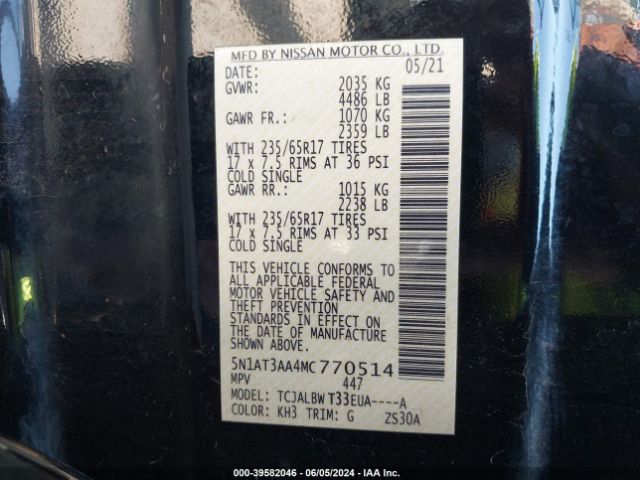 MFD BY NISSAN MOTOR CO., LTD.
DATE: 05/21
GVWR: 2035 KG
4486 LB
GAWR FR.: 1070 KG
2359 LB
WITH 235/65R17 TIRES
17 x 7.5 RIMS AT 36 PSI
COLD SINGLE
GAWR RR.: 1015 KG
2238 LB
WITH 235/65R17 TIRES
17 x 7.5 RIMS AT 33 PSI
COLD SINGLE
THIS VEHICLE CONFORMS TO
ALL APPLICABLE FEDERAL
MOTOR VEHICLE SAFETY AND
THEFT PREVENTION
STANDARDS IN EFFECT ON
THE DATE OF MANUFACTURE
SHOWN ABOVE.
5N1AT3AA4MC770514
MPV 447
MODEL: TCJALBW T33EUA----A
COLOR: KH3 TRIM: G ZS30A
000-39582046 - 06/05/2024 - IAA Inc.